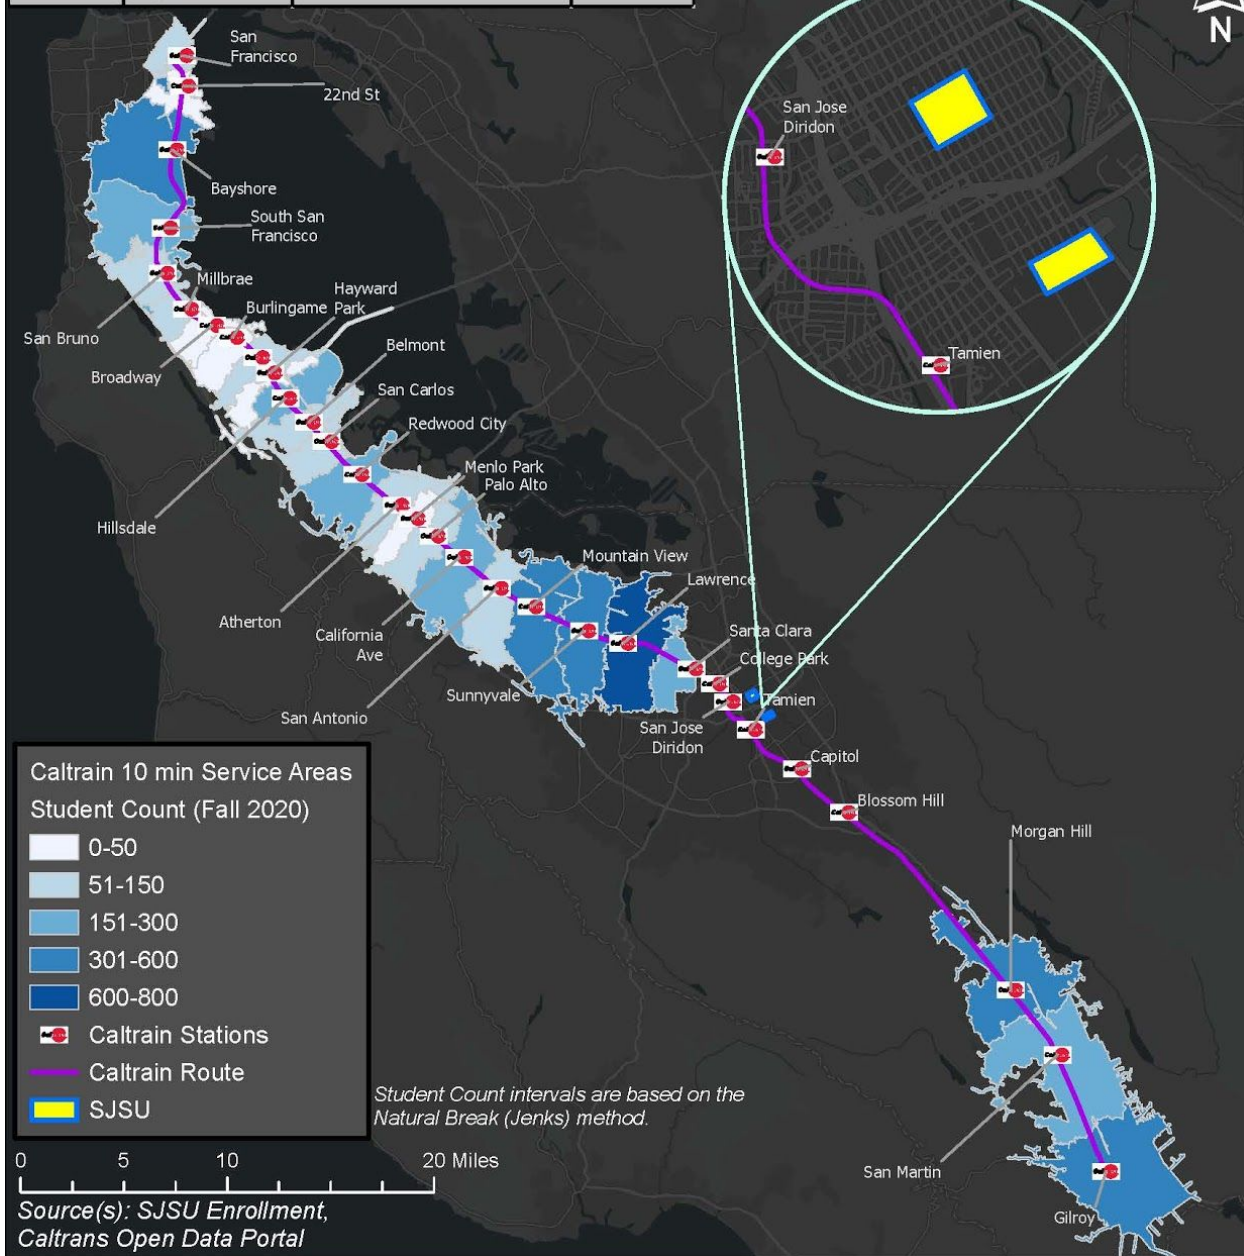 N
San
Francisco
22nd St
San Jose
Diridon
Bayshore
South San
Francisco
Millbrae
Hayward
Park
Burlingame
San Bruno
Belmont
Tamien
Broadway
San Carlos
Redwood City
Menlo Park
Palo Alto
Hillsdale
Mountain View
Lawrence
Atherton
California
Ave
Santa Clara
College Park
Sunnyvale
Tamien
San Antonio
San Jose
Diridon
Capitol
Blossom Hill
Morgan Hill
Caltrain 10 min Service Areas
Student Count (Fall 2020)
0-50
51-150
151-300
301-600
600-800
Caltrain Stations
Caltrain Route
SJSU
Student Count intervals are based on the
Natural Break (Jenks) method.
San Martin
Gilroy
0 5 10 20 Miles
Source(s): SJSU Enrollment,
Caltrans Open Data Portal